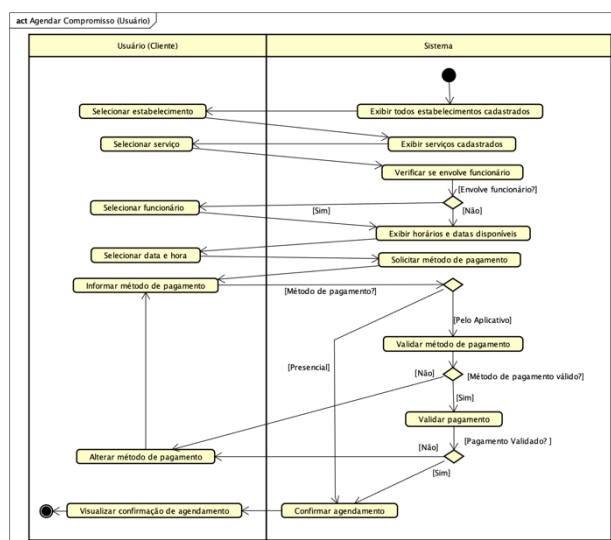 act Agendar Compromisso (Usuário)
Usuário (Cliente)
Sistema
Selecionar estabelecimento
Exibir todos estabelecimentos cadastrados
Selecionar serviço
Exibir serviços cadastrados
Verificar se envolve funcionário
[Envolve funcionário?]
Selecionar funcionário
[Sim]
[Não]
Exibir horários e datas disponíveis
Selecionar data e hora
Solicitar método de pagamento
Informar método de pagamento
[Método de pagamento?]
[Pelo Aplicativo]
Validar método de pagamento
[Presencial]
[Não]
[Método de pagamento válido?]
[Sim]
Validar pagamento
[Não]
[Pagamento Validado? ]
Alterar método de pagamento
[Sim]
Visualizar confirmação de agendamento
Confirmar agendamento